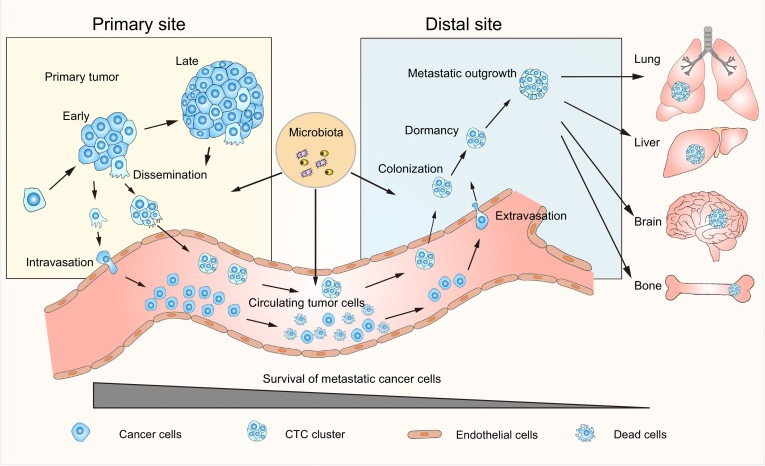 Primary site
Distal site
Late
Primary tumor
Early
Dissemination
Intravasation
Microbiota
Circulating tumor cells
Metastatic outgrowth
Dormancy
Colonization
Extravasation
Lung
Liver
Brain
Bone
Survival of metastatic cancer cells
Cancer cells
CTC cluster
Endothelial cells
Dead cells